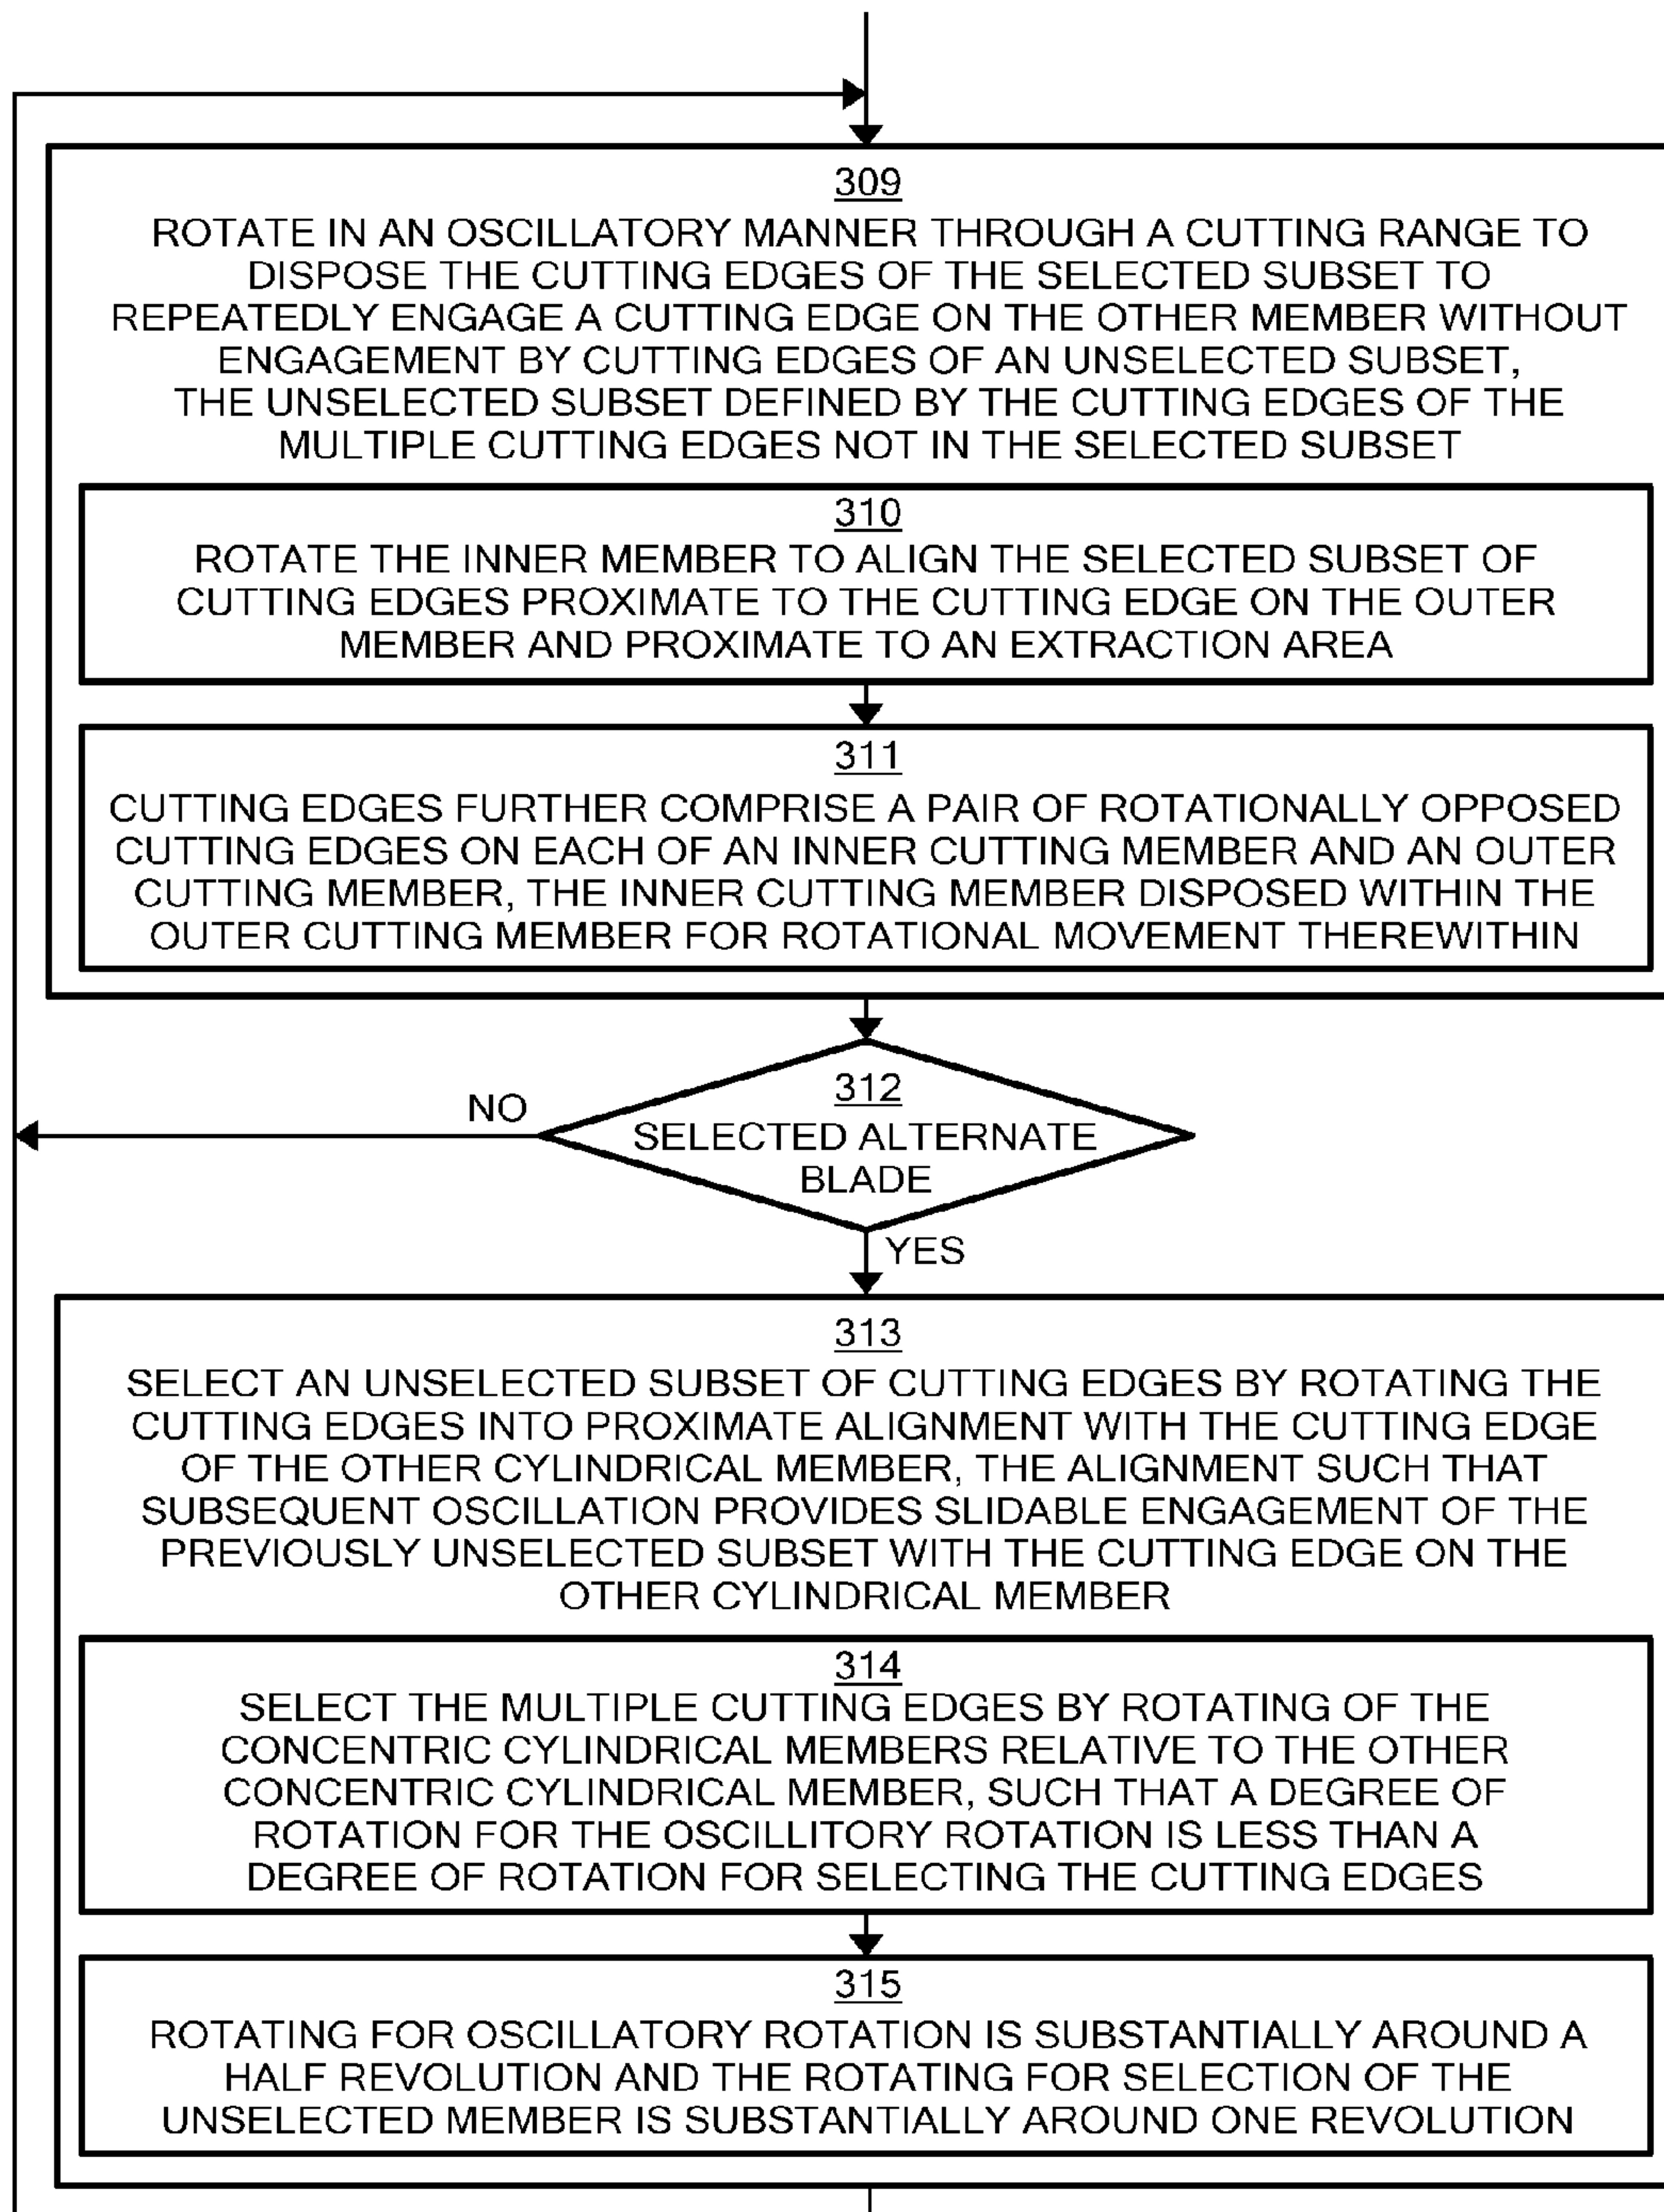 309
ROTATE IN AN OSCILLATORY MANNER THROUGH A CUTTING RANGE TO
DISPOSE THE CUTTING EDGES OF THE SELECTED SUBSET TO
REPEATEDLY ENGAGE A CUTTING EDGE ON THE OTHER MEMBER WITHOUT
ENGAGEMENT BY CUTTING EDGES OF AN UNSELECTED SUBSET,
THE UNSELECTED SUBSET DEFINED BY THE CUTTING EDGES OF THE
MULTIPLE CUTTING EDGES NOT IN THE SELECTED SUBSET
310
ROTATE THE INNER MEMBER TO ALIGN THE SELECTED SUBSET OF
CUTTING EDGES PROXIMATE TO THE CUTTING EDGE ON THE OUTER
MEMBER AND PROXIMATE TO AN EXTRACTION AREA
311
CUTTING EDGES FURTHER COMPRISE A PAIR OF ROTATIONALLY OPPOSED
CUTTING EDGES ON EACH OF AN INNER CUTTING MEMBER AND AN OUTER
CUTTING MEMBER, THE INNER CUTTING MEMBER DISPOSED WITHIN THE
OUTER CUTTING MEMBER FOR ROTATIONAL MOVEMENT THEREWITHIN
312
SELECTED ALTERNATE
BLADE
NO
YES
313
SELECT AN UNSELECTED SUBSET OF CUTTING EDGES BY ROTATING THE
CUTTING EDGES INTO PROXIMATE ALIGNMENT WITH THE CUTTING EDGE
OF THE OTHER CYLINDRICAL MEMBER, THE ALIGNMENT SUCH THAT
SUBSEQUENT OSCILLATION PROVIDES SLIDABLE ENGAGEMENT OF THE
PREVIOUSLY UNSELECTED SUBSET WITH THE CUTTING EDGE ON THE
OTHER CYLINDRICAL MEMBER
314
SELECT THE MULTIPLE CUTTING EDGES BY ROTATING OF THE
CONCENTRIC CYLINDRICAL MEMBERS RELATIVE TO THE OTHER
CONCENTRIC CYLINDRICAL MEMBER, SUCH THAT A DEGREE OF
ROTATION FOR THE OSCILLITORY ROTATION IS LESS THAN A
DEGREE OF ROTATION FOR SELECTING THE CUTTING EDGES
315
ROTATING FOR OSCILLATORY ROTATION IS SUBSTANTIALLY AROUND A
HALF REVOLUTION AND THE ROTATING FOR SELECTION OF THE
UNSELECTED MEMBER IS SUBSTANTIALLY AROUND ONE REVOLUTION